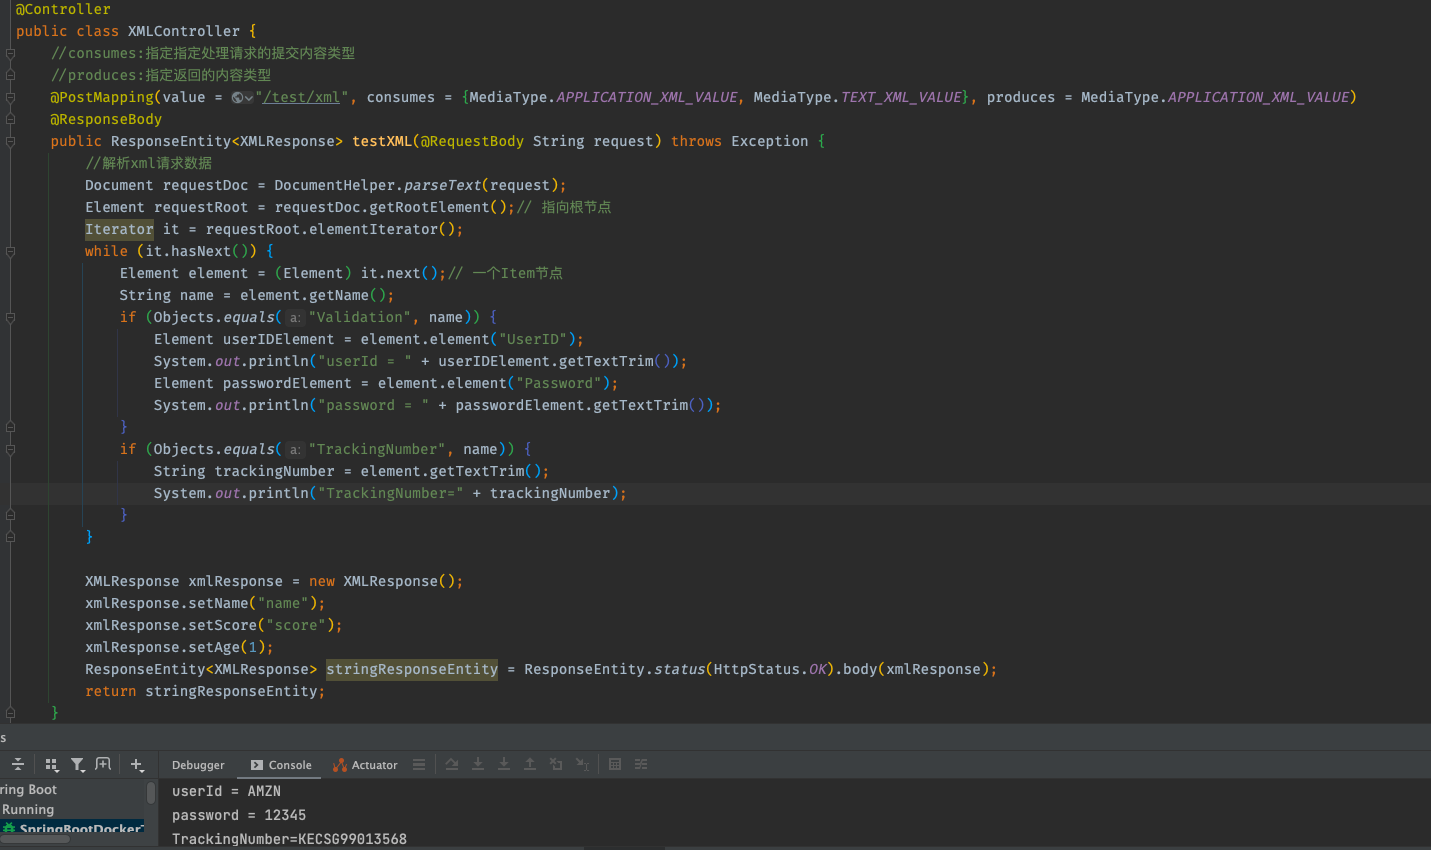 @Controller
public class XMLController {
//consumes:指定指定处理请求的提交内容类型
//produces:指定返回的内容类型
@PostMapping(value = "/test/xml", consumes = {MediaType.APPLICATION_XML_VALUE, MediaType.TEXT_XML_VALUE}, produces = MediaType.APPLICATION_XML_VALUE)
@ResponseBody
public ResponseEntity<XMLResponse> testXML(@RequestBody String request) throws Exception {
//解析xml请求数据
Document requestDoc = DocumentHelper.parseText(request);
Element requestRoot = requestDoc.getRootElement();// 指向根节点
Iterator it = requestRoot.elementIterator();
while (it.hasNext()) {
Element element = (Element) it.next();// 一个Item节点
String name = element.getName();
if (Objects.equals( a: "Validation", name)) {
Element userIDElement = element.element("UserID");
System.out.println("userId = " + userIDElement.getTextTrim());
Element passwordElement = element.element("Password");
System.out.println("password = " + passwordElement.getTextTrim());
}
if (Objects.equals( a: "TrackingNumber", name)) {
String trackingNumber = element.getTextTrim();
System.out.println("TrackingNumber=" + trackingNumber);
}
}
XMLResponse xmlResponse = new XMLResponse();
xmlResponse.setName("name");
xmlResponse.setScore("score");
xmlResponse.setAge(1);
ResponseEntity<XMLResponse> stringResponseEntity = ResponseEntity.status(HttpStatus.OK).body(xmlResponse);
return stringResponseEntity;
}
s
Debugger Console Actuator
ring Boot
Running
SpringBootDockerT
userId = AMZN
password = 12345
TrackingNumber=KECSG99013568